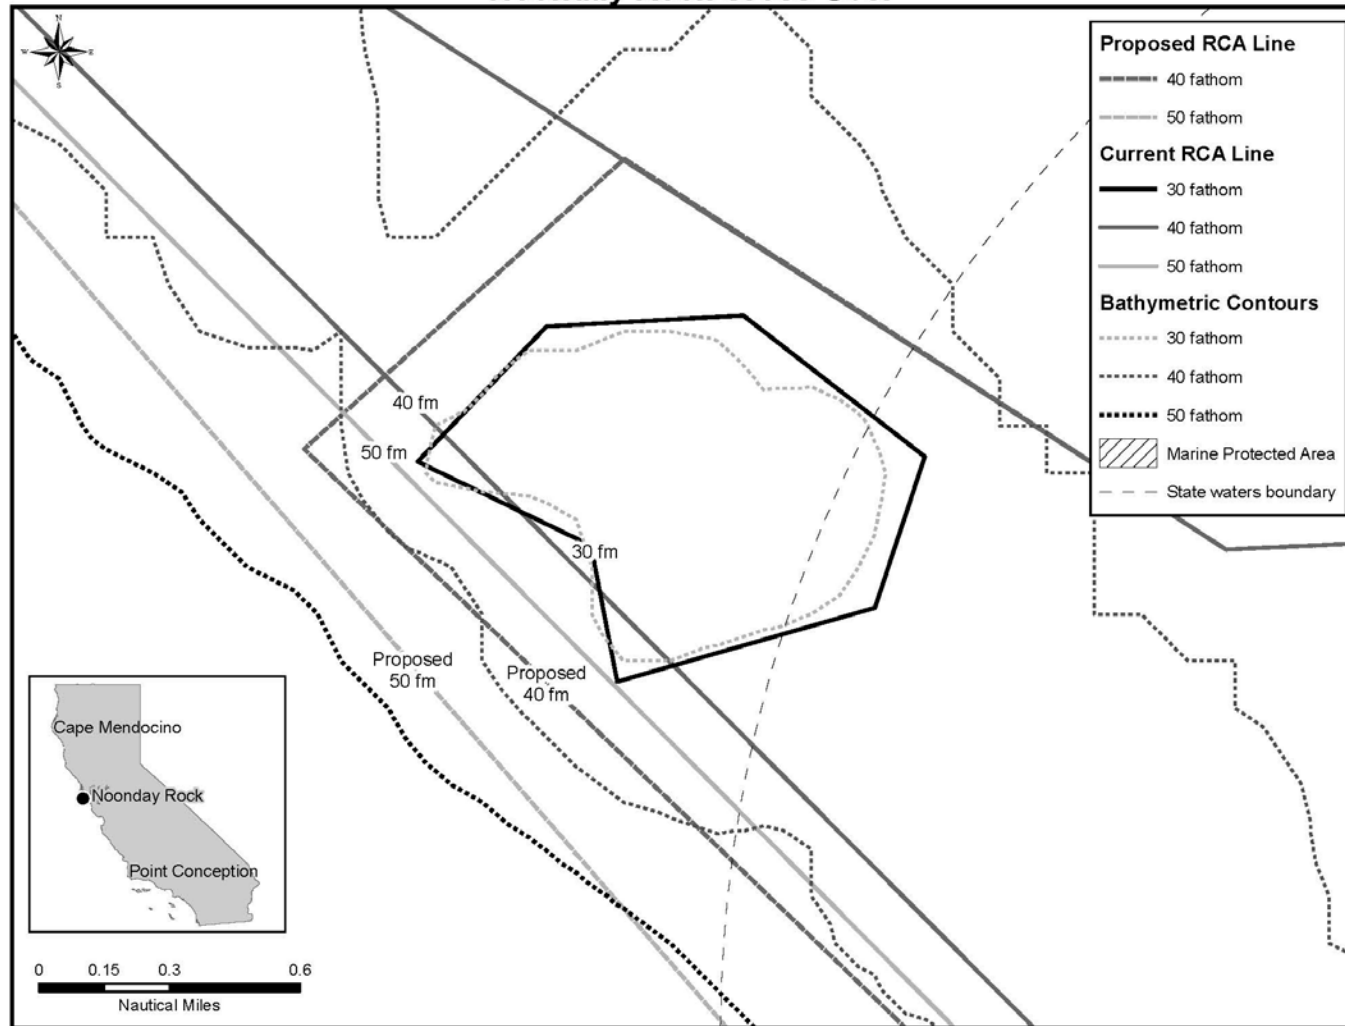 N
W
E
S
Proposed RCA Line
40 fathom
50 fathom
Current RCA Line
30 fathom
40 fathom
50 fathom
Bathymetric Contours
30 fathom
40 fathom
50 fathom
Marine Protected Area
State waters boundary
40 fm
50 fm
30 fm
Proposed
50 fm
Proposed
40 fm
Cape Mendocino
Noonday Rock
Point Conception
0 0.15 0.3 0.6
Nautical Miles